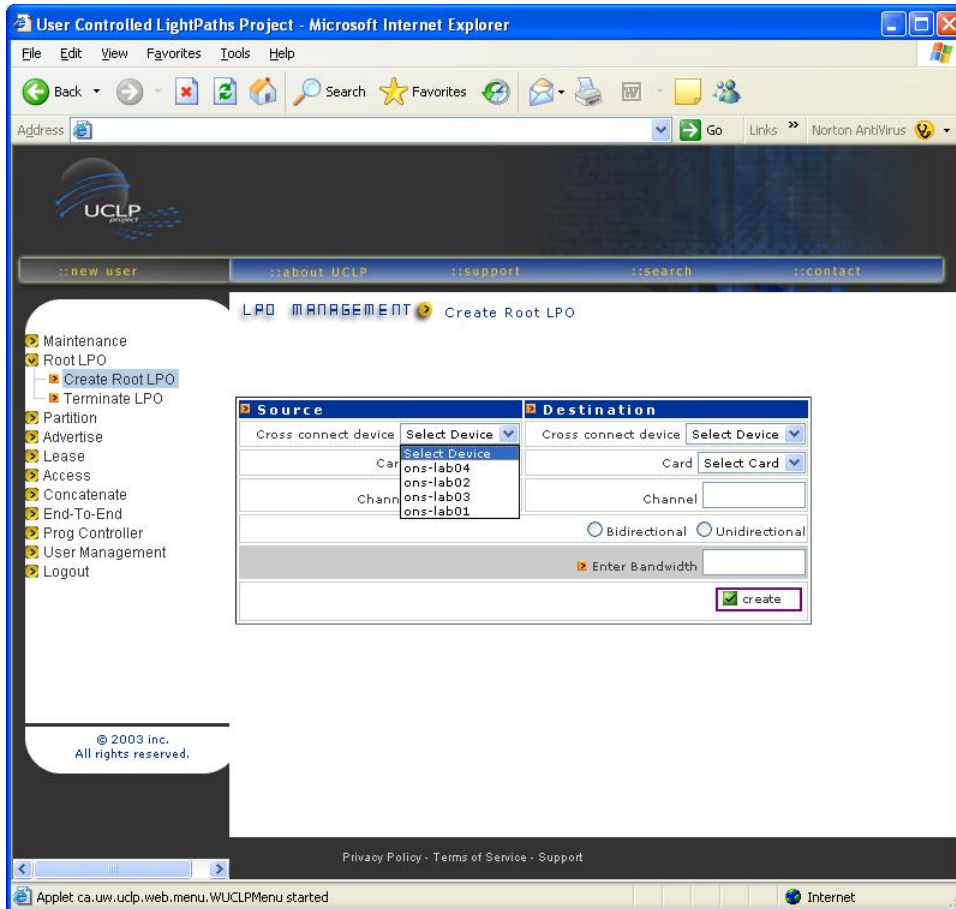 User Controlled LightPaths Project - Microsoft Internet Explorer
File Edit View Favorites Tools Help
Back Search Favorites
Address Go Links » Norton AntiVirus
UCLP
project
::new user ::about UCLP ::support ::search ::contact
LPO MANAGEMENT Create Root LPO
Maintenance
Root LPO
Create Root LPO
Terminate LPO
Partition
Advertise
Lease
Access
Concatenate
End-To-End
Prog Controller
User Management
Logout
Source Destination
Cross connect device Select Device Cross connect device Select Device
Select Device
ons-lab04
ons-lab02
ons-lab03
ons-lab01
Car Card Select Card
Chann Channel
Bidirectional Unidirectional
Enter Bandwidth
create
© 2003 inc.
All rights reserved.
Privacy Policy - Terms of Service - Support
Applet ca.uw.uclp.web.menu.WUCLPMenu started Internet